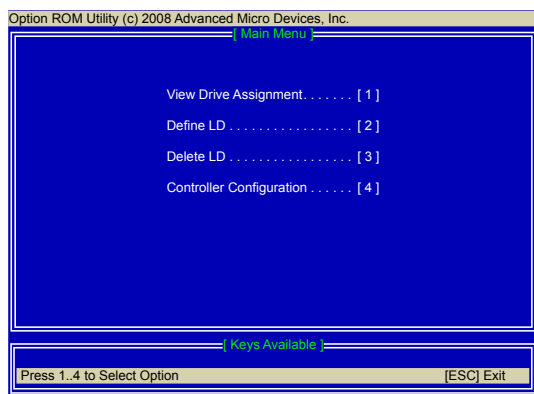 Option ROM Utility (c) 2008 Advanced Micro Devices, Inc.
[ Main Menu ]
View Drive Assignment. . . . . . . [ 1 ]
Define LD . . . . . . . . . . . . . . . . . [ 2 ]
Delete LD . . . . . . . . . . . . . . . . . [ 3 ]
Controller Configuration . . . . . . [ 4 ]
[ Keys Available ]
Press 1..4 to Select Option [ESC] Exit